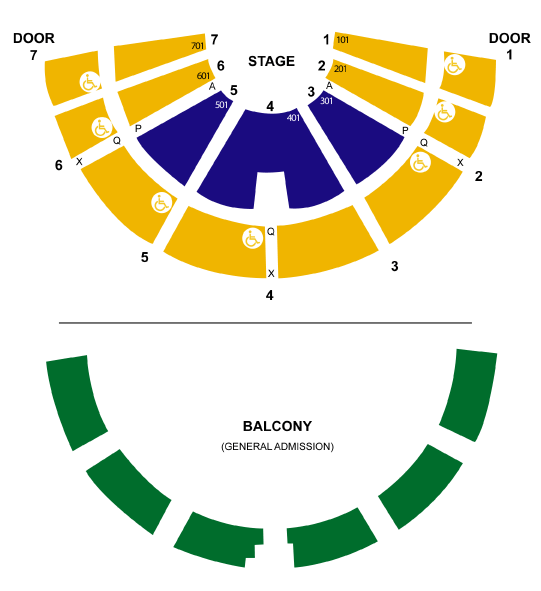 DOOR
7
7
701
1
101
DOOR
1
STAGE
6
601
2
201
A
5
501
4
401
3
301
A
P
Q
P
Q
6
X
X
2
5
Q
X
4
3
BALCONY
(GENERAL ADMISSION)